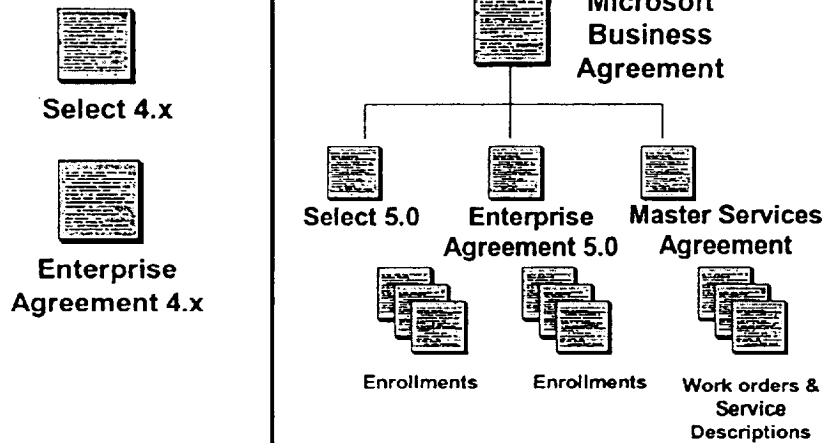 Select 4.x
Enterprise
Agreement 4.x
Microsoft
Business
Agreement
Select 5.0
Enterprise
Agreement 5.0
Master Services
Agreement
Enrollments
Enrollments
Work orders &
Service
Descriptions